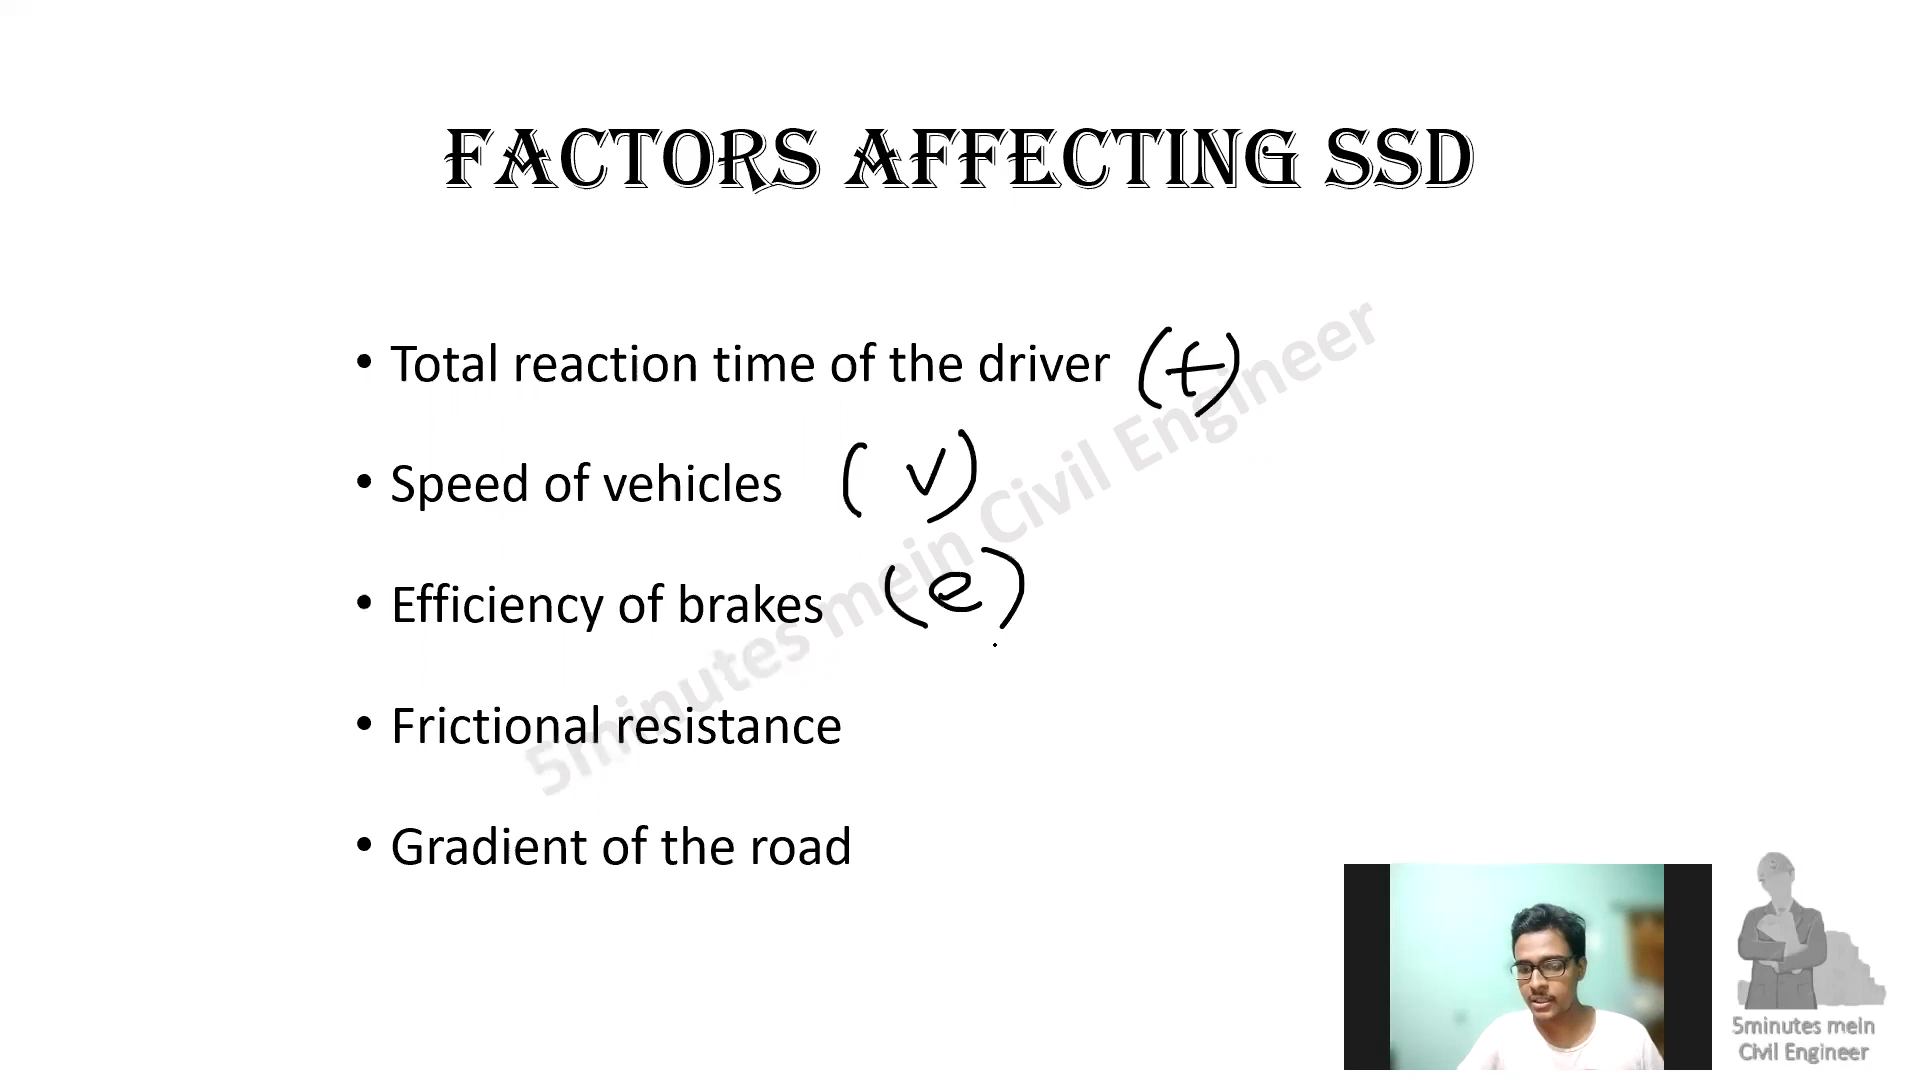 FACTORS AFFECTING SSD
• Total reaction time of the driver (t)
• Speed of vehicles (v)
• Efficiency of brakes (e)
• Frictional resistance
• Gradient of the road
5minutes mein Civil Engineer
5minutes mein
Civil Engineer